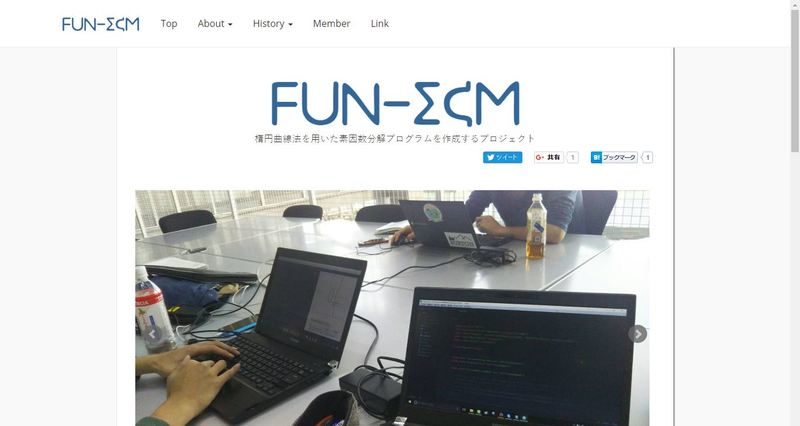 FUN-ΣϚM
Top
About
History
Member
Link
FUN-ΣϚM
楕円曲線法を用いた素因数分解プログラムを作成するプロジェクト
ツイート
G+ 共有
1
B! ブックマーク
1